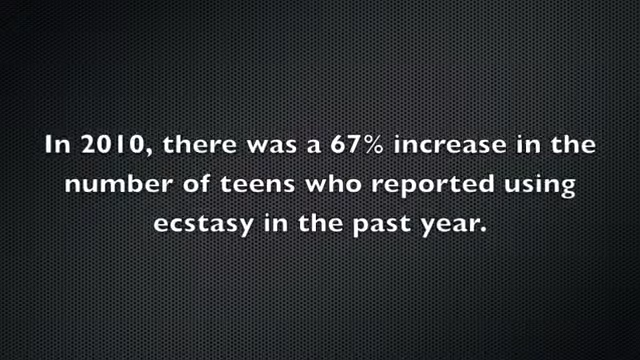 In 2010, there was a 67% increase in the
number of teens who reported using
ecstasy in the past year.